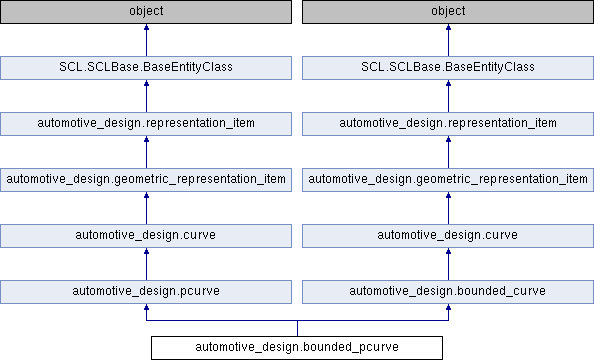 object object
SCL.SCLBase.BaseEntityClass SCL.SCLBase.BaseEntityClass
automotive_design.representation_item automotive_design.representation_item
automotive_design.geometric_representation_item automotive_design.geometric_representation_item
automotive_design.curve automotive_design.curve
automotive_design.pcurve automotive_design.bounded_curve
automotive_design.bounded_pcurve